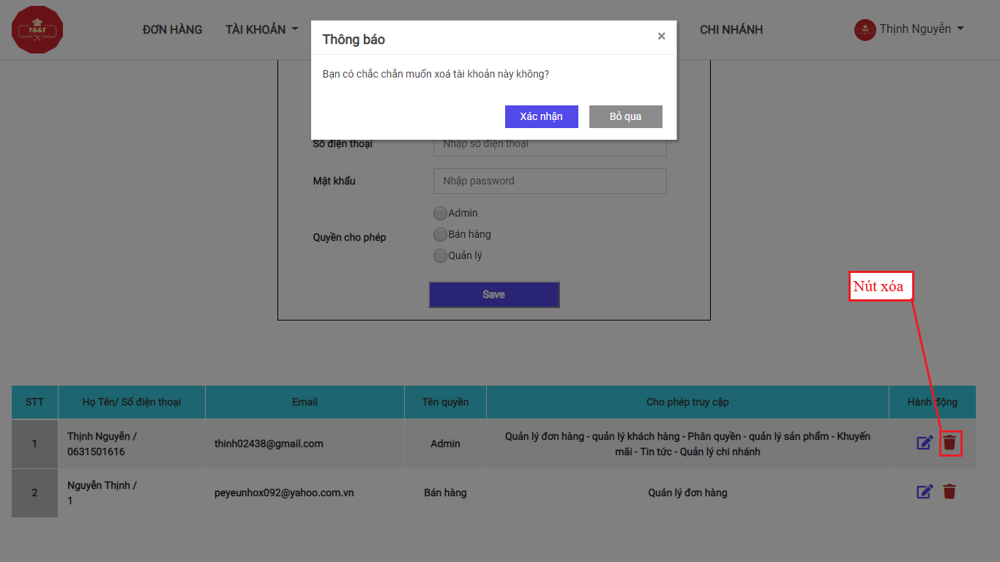 T&&T
ĐƠN HÀNG
TÀI KHOẢN
CHI NHÁNH
T&&T
Thịnh Nguyễn
Thông báo
×
Bạn có chắc chắn muốn xoá tài khoản này không?
Xác nhận
Bỏ qua
Số điện thoại
Nhập số điện thoại
Mật khẩu
Nhập password
Quyền cho phép
Admin
Bán hàng
Quản lý
Save
Nút xóa
STT
Họ Tên/ Số điện thoại
Email
Tên quyền
Cho phép truy cập
Hành động
1
Thịnh Nguyễn /
0631501616
thinh02438@gmail.com
Admin
Quản lý đơn hàng - quản lý khách hàng - Phân quyền - quản lý sản phẩm - Khuyến
mãi - Tin tức - Quản lý chi nhánh
2
Nguyễn Thịnh /
1
peyeunhox092@yahoo.com.vn
Bán hàng
Quản lý đơn hàng